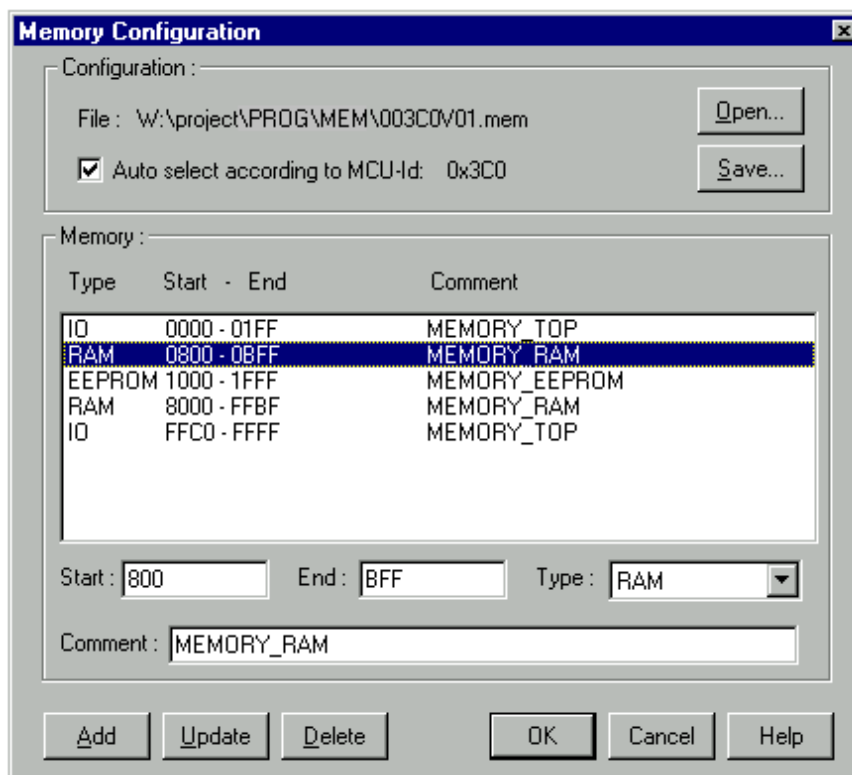 Memory Configuration
Configuration :
File : W:\project\PROG\MEM\003C0V01.mem
Open...
Auto select according to MCU-Id: 0x3C0
Save...
Memory :
Type Start - End Comment
IO 0000 - 01FF MEMORY_TOP
RAM 0800 - 0BFF MEMORY_RAM
EEPROM 1000 - 1FFF MEMORY_EEPROM
RAM 8000 - FFBF MEMORY_RAM
IO FFC0 - FFFF MEMORY_TOP
Start : 800 End : BFF Type : RAM
Comment : MEMORY_RAM
Add Update Delete OK Cancel Help